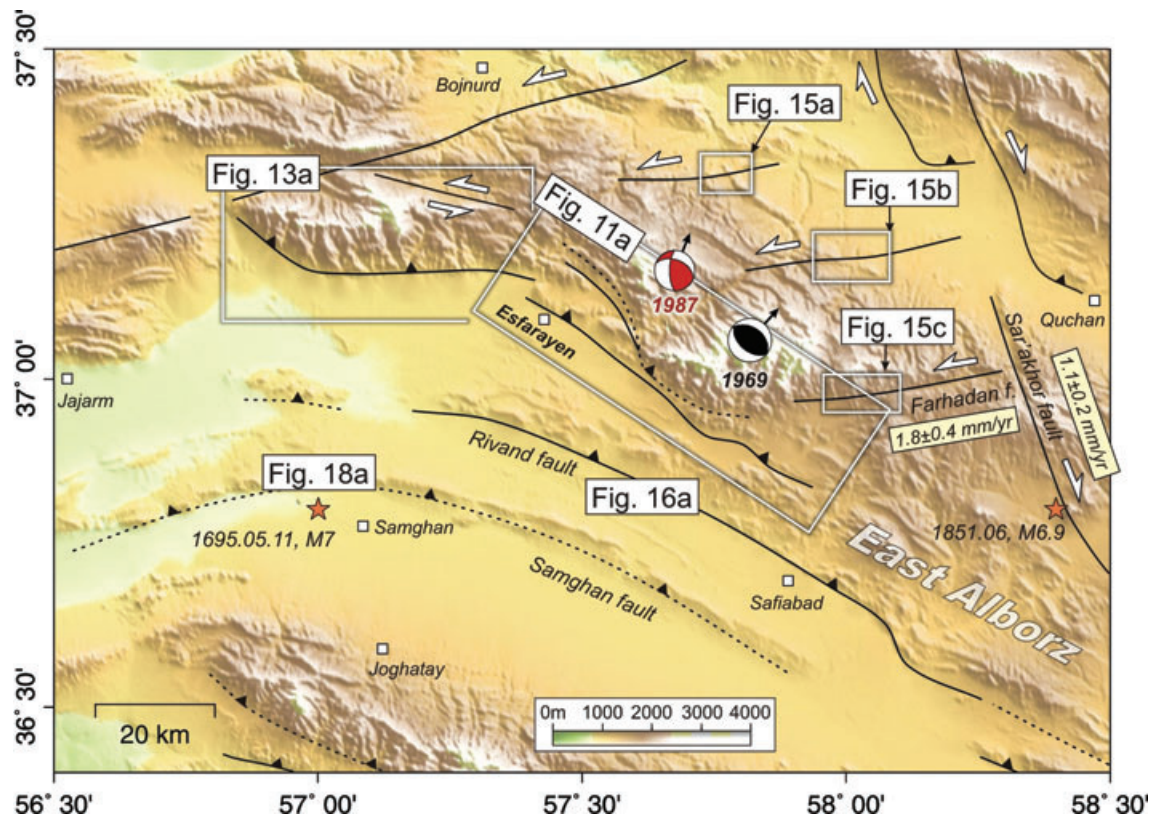 37° 30'
37° 00'
36° 30'
Bojnurd
Fig. 15a
Fig. 13a
Fig. 15b
Fig. 11a
1987
Esfarayen
Fig. 15c
Quchan
1969
Sar'akhor fault
1.1±0.2 mm/yr
Jajarm
Farhadan f.
1.8±0.4 mm/yr
Rivand fault
Fig. 18a
Fig. 16a
1695.05.11, M7
Samghan
1851.06, M6.9
East Alborz
Samghan fault
Safiabad
Joghatay
20 km
0m 1000 2000 3000 4000
56° 30' 57° 00' 57° 30' 58° 00' 58° 30'